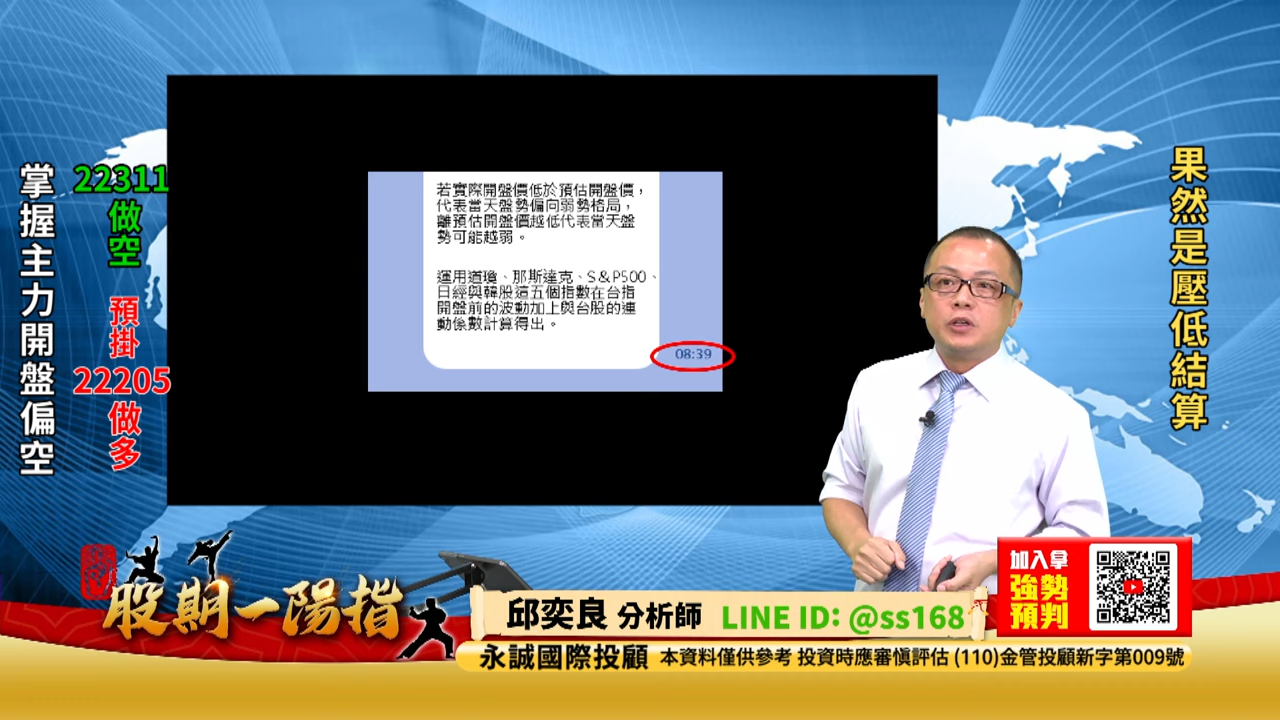 掌握主力開盤偏空
22311
做空
預掛
22205
做多
若實際開盤價低於預估開盤價，
代表當天盤勢偏向弱勢格局，
離預估開盤價越低代表當天盤
勢可能越弱。
運用道瓊、那斯達克、S&P500、
日經與韓股這五個指數在台指
開盤前的波動加上與台股的連
動係數計算得出。
08:39
果然是壓低結算
股期一陽指
邱奕良 分析師 LINE ID: @ss168
加入拿
強勢
預判
永誠國際投顧 本資料僅供參考 投資時應審慎評估 (110)金管投顧新字第009號